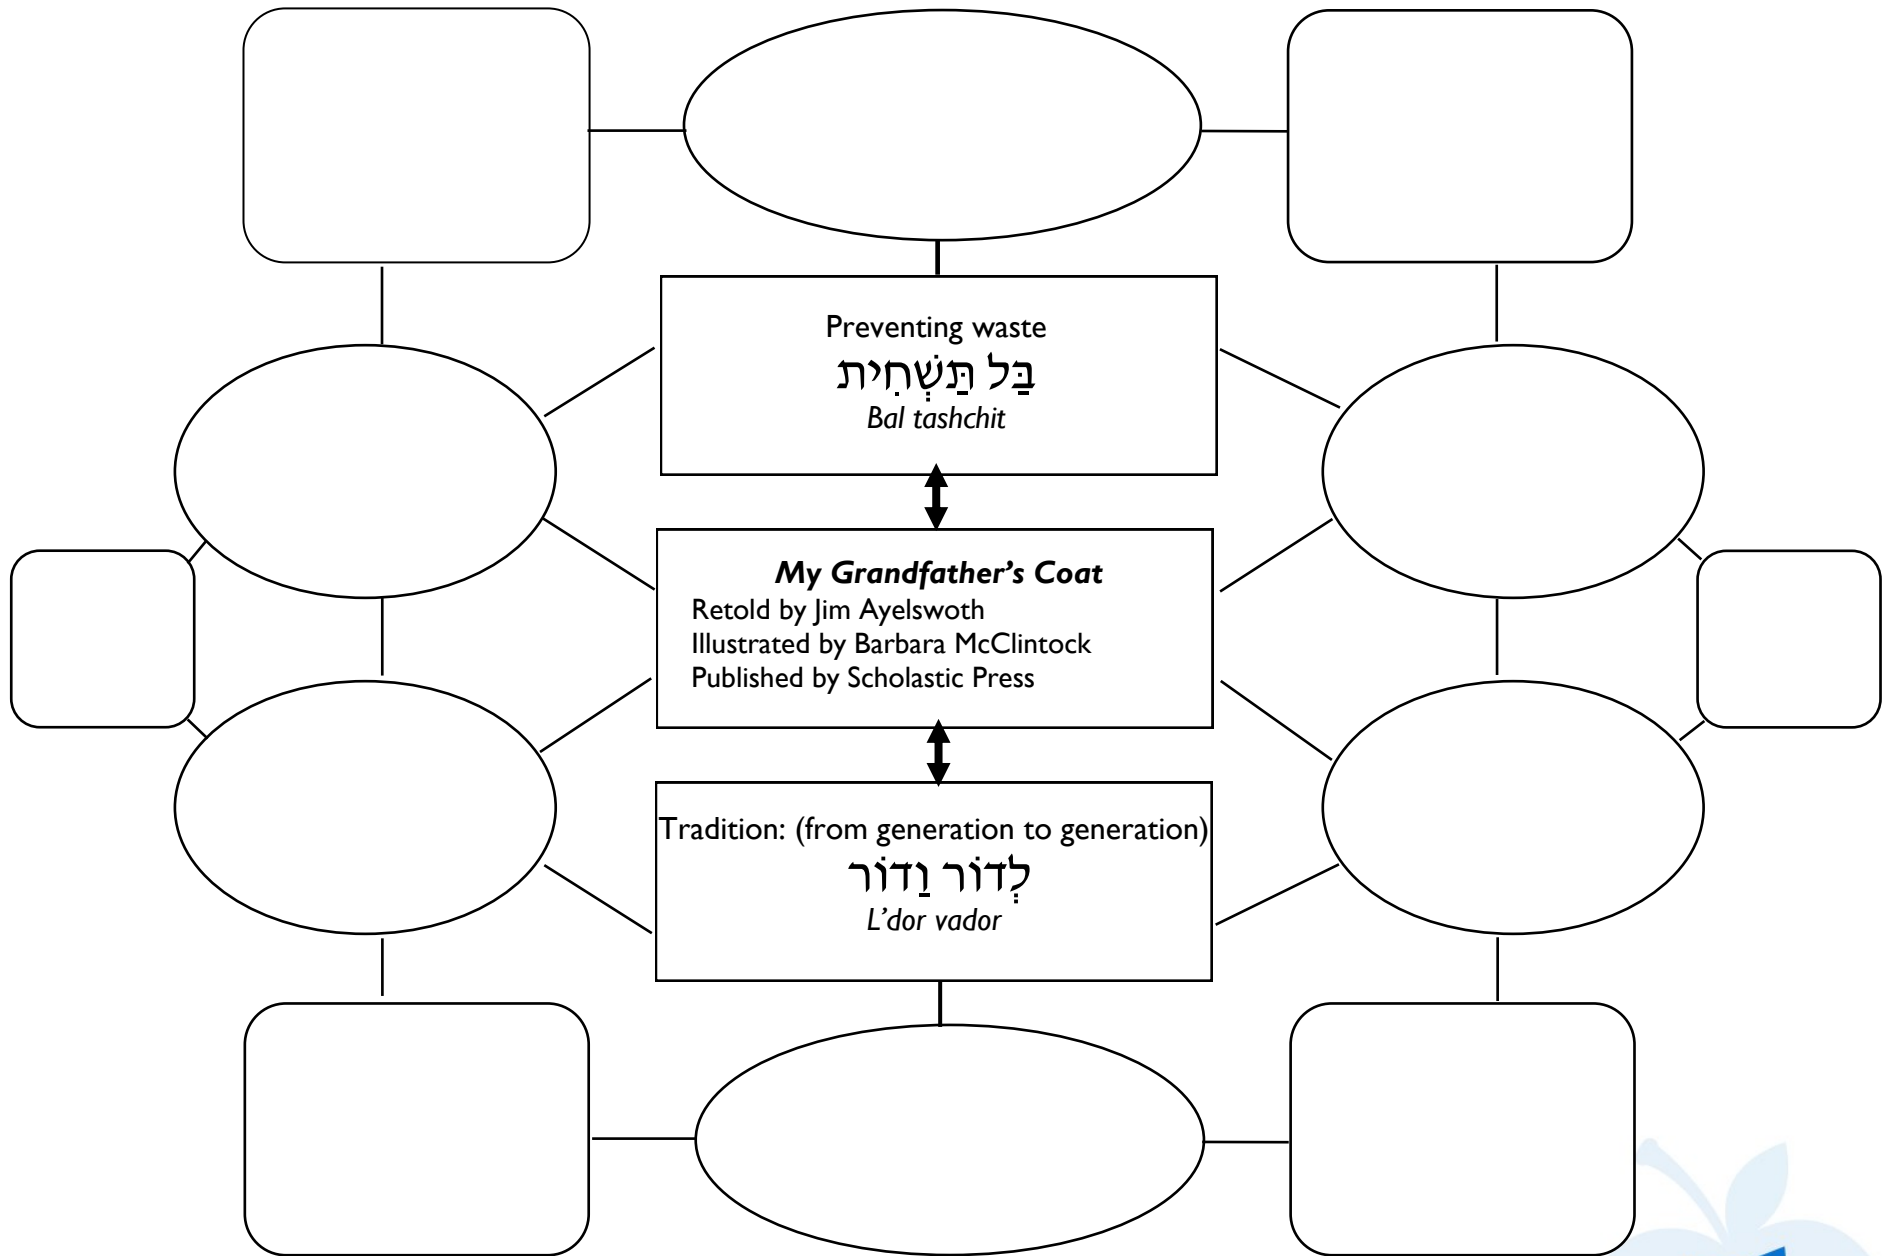 Preventing waste
בַּל תַּשְׁחִית
Bal tashchit
My Grandfather’s Coat
Retold by Jim Ayelswoth
Illustrated by Barbara McClintock
Published by Scholastic Press
Tradition: (from generation to generation)
לְדוֹר וַדוֹר
L’dor vador